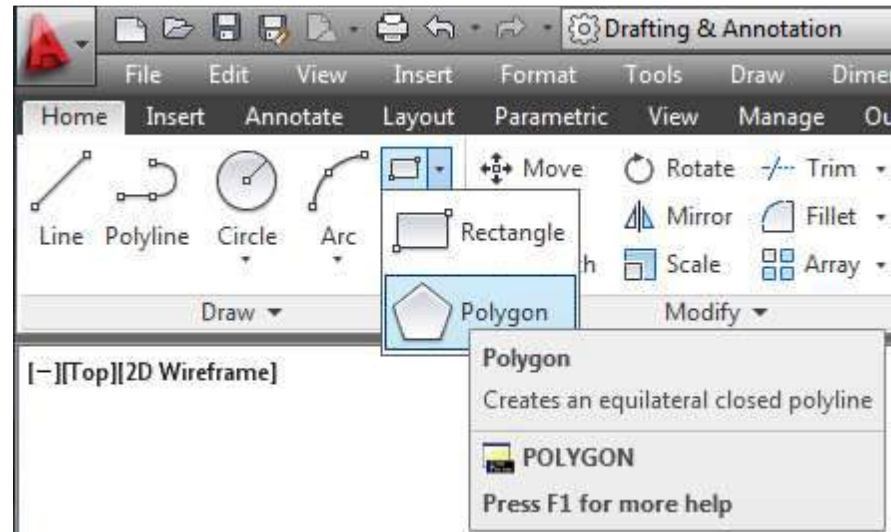 Drafting & Annotation
File Edit View Insert Format Tools Draw
Home Insert Annotate Layout Parametric View Manage
Move Rotate Trim
Rectangle Mirror Fillet
Line Polyline Circle Arc
Scale Array
Draw Polygon Modify
[−][Top][2D Wireframe]
Polygon
Creates an equilateral closed polyline
POLYGON
Press F1 for more help